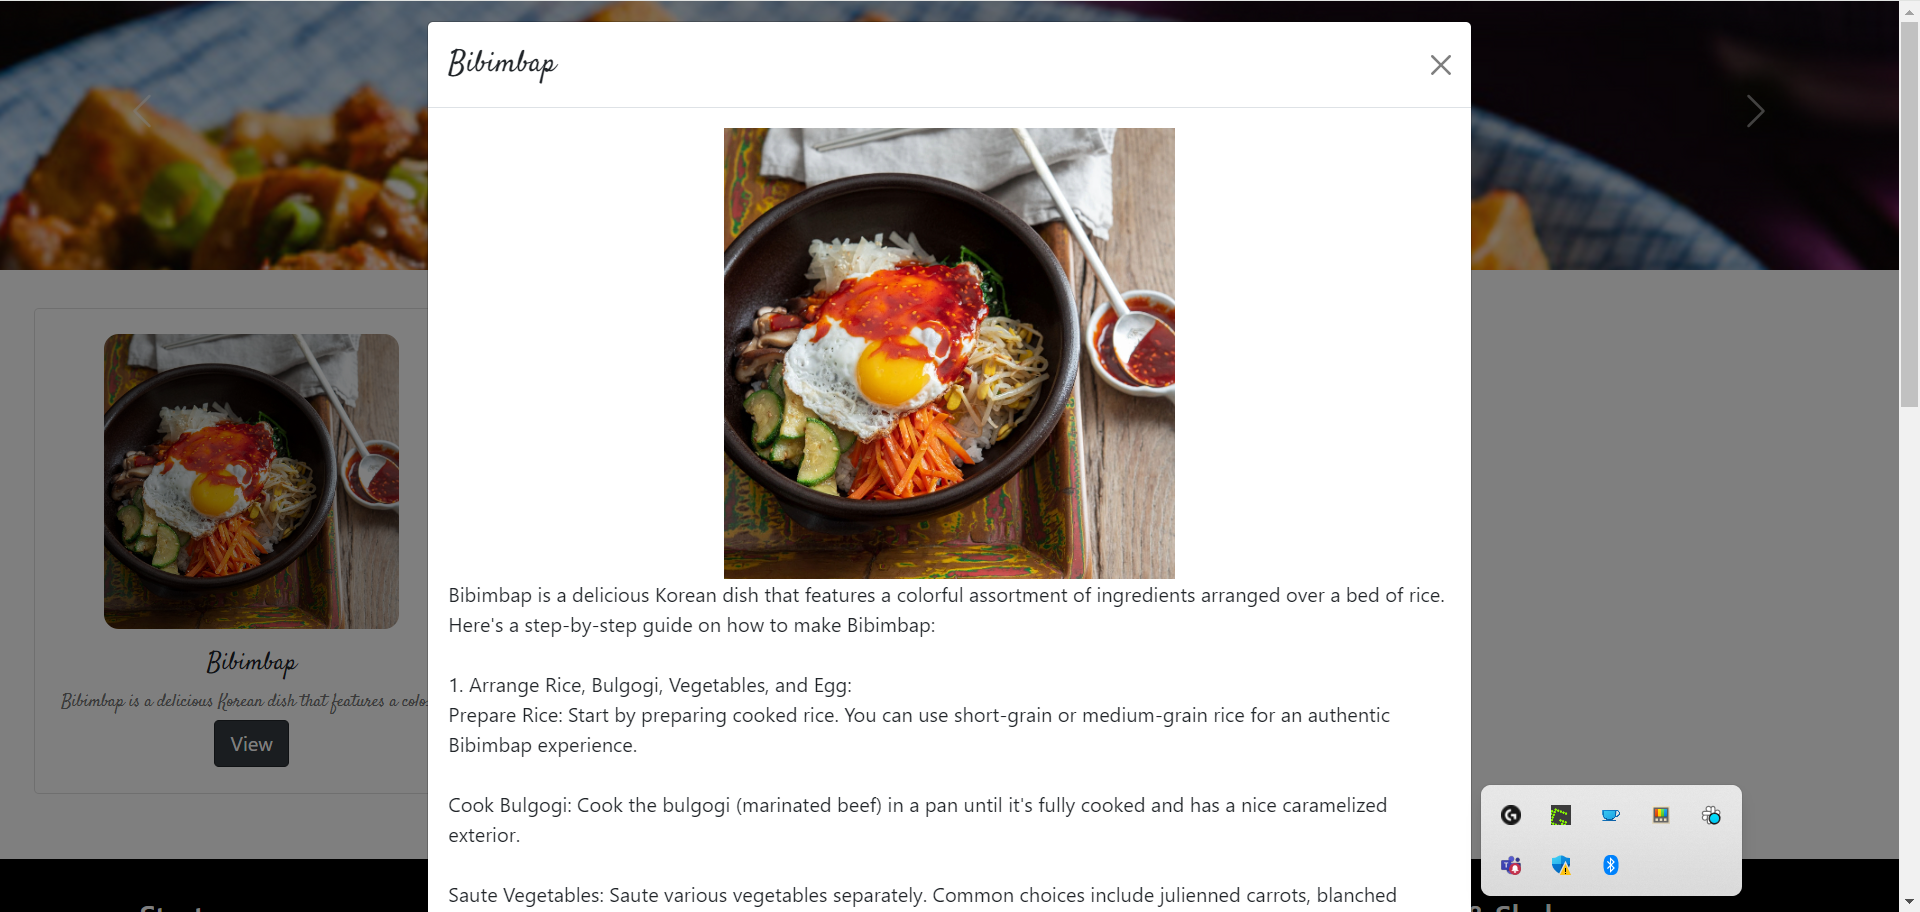 Bibimbap
Bibimbap is a delicious Korean dish that features a colorful assortment of ingredients arranged over a bed of rice.
Here's a step-by-step guide on how to make Bibimbap:
1. Arrange Rice, Bulgogi, Vegetables, and Egg:
Prepare Rice: Start by preparing cooked rice. You can use short-grain or medium-grain rice for an authentic
Bibimbap experience.
Cook Bulgogi: Cook the bulgogi (marinated beef) in a pan until it's fully cooked and has a nice caramelized
exterior.
Saute Vegetables: Saute various vegetables separately. Common choices include julienned carrots, blanched
Bibimbap
Bibimbap is a delicious Korean dish that features a colo
View